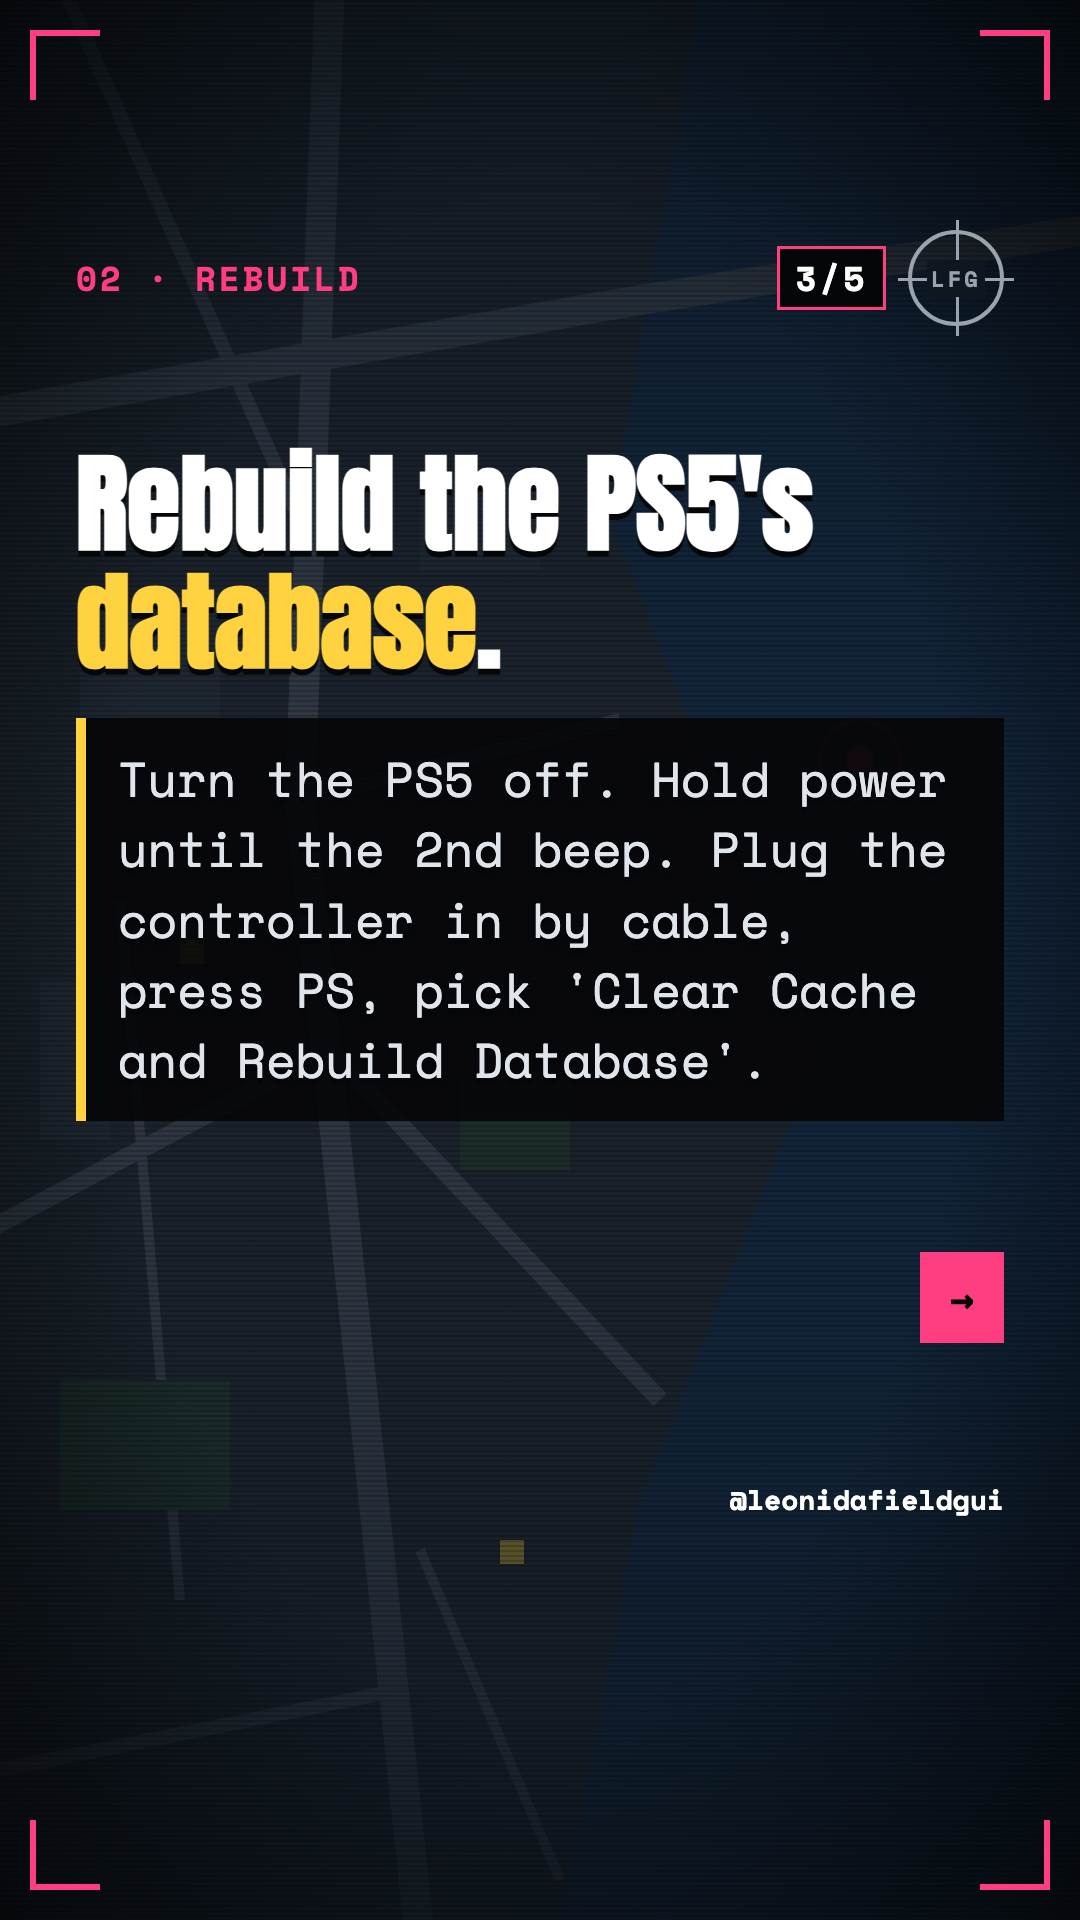 02 · REBUILD
3/5
LFG
Rebuild the PS5's
database.
Turn the PS5 off. Hold power
until the 2nd beep. Plug the
controller in by cable,
press PS, pick 'Clear Cache
and Rebuild Database'.
→
@leonidafieldgui